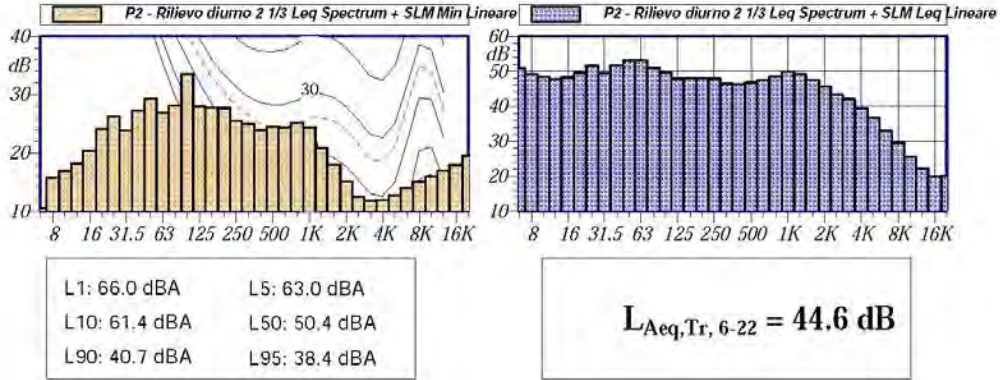 P2 - Rilievo diurno 2 1/3 Leq Spectrum + SLM Min Lineare
40
dB
30
20
10
30
8 16 31.5 63 125 250 500 1K 2K 4K 8K 16K
P2 - Rilievo diurno 2 1/3 Leq Spectrum + SLM Leq Lineare
60
dB
50
40
30
20
10
8 16 31.5 63 125 250 500 1K 2K 4K 8K 16K
L1: 66.0 dBA L5: 63.0 dBA
L10: 61.4 dBA L50: 50.4 dBA
L90: 40.7 dBA L95: 38.4 dBA
LAeq,Tr, 6-22 = 44.6 dB